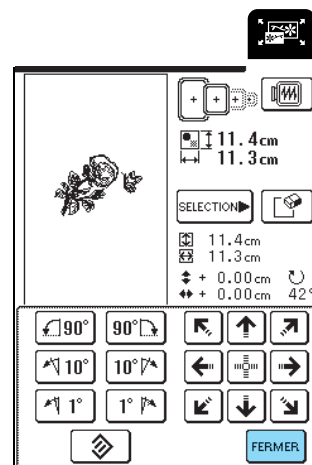 11.4cm
11.3cm
SELECTION
11.4cm
11.3cm
+ 0.00cm
+ 0.00cm 42°
90° 90°
10° 10°
1° 1°
FERMER